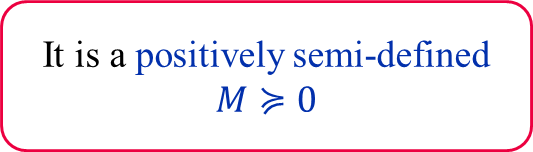 It is a positively semi-defined
M ≽ 0